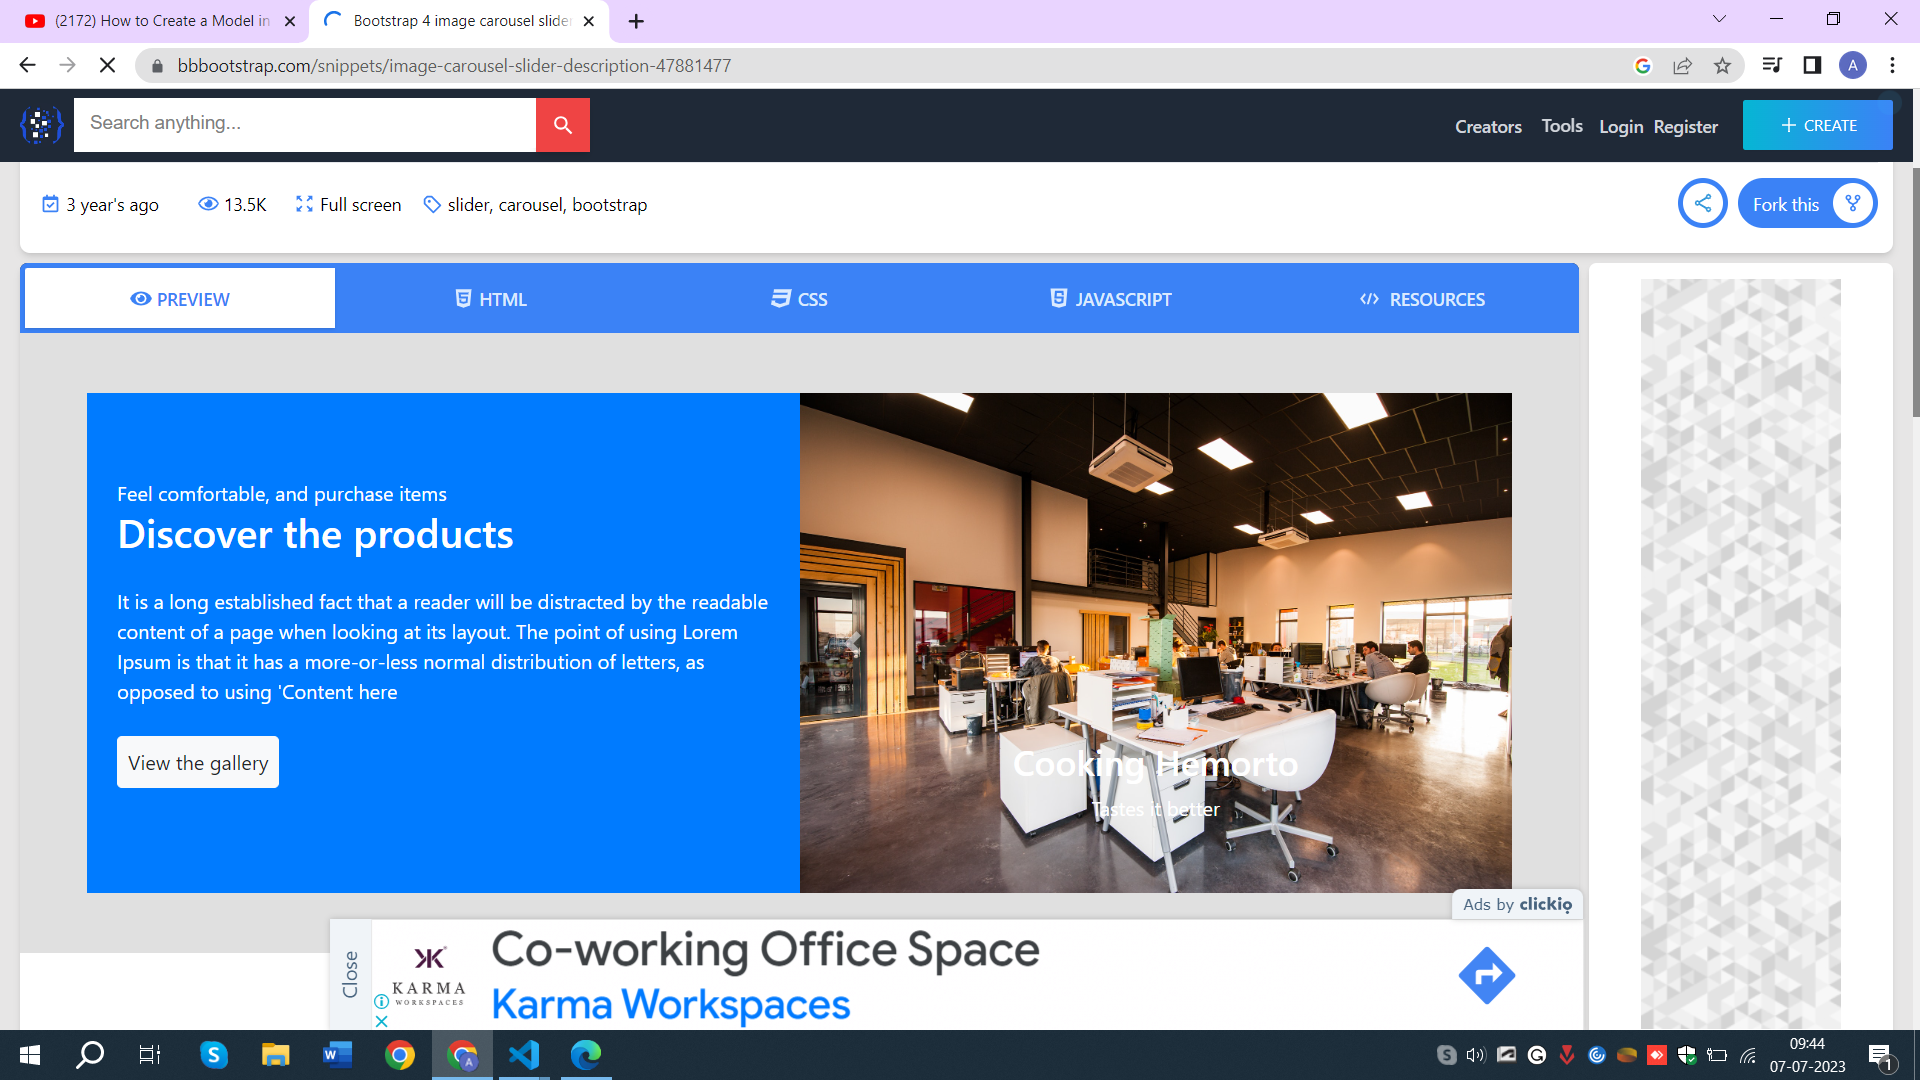 (2172) How to Create a Model in
Bootstrap 4 image carousel slide
bbbootstrap.com/snippets/image-carousel-slider-description-47881477
A
Search anything...
Creators
Tools
Login
Register
CREATE
3 year's ago
13.5K
Full screen
slider, carousel, bootstrap
Fork this
PREVIEW
HTML
CSS
JAVASCRIPT
RESOURCES
Feel comfortable, and purchase items
Discover the products
It is a long established fact that a reader will be distracted by the readable
content of a page when looking at its layout. The point of using Lorem
Ipsum is that it has a more-or-less normal distribution of letters, as
opposed to using 'Content here
View the gallery
Cooking Hemorto
Tastes it better
Ads by clickio
Close
KARMA
WORKSPACES
Co-working Office Space
Karma Workspaces
09:44
07-07-2023
1